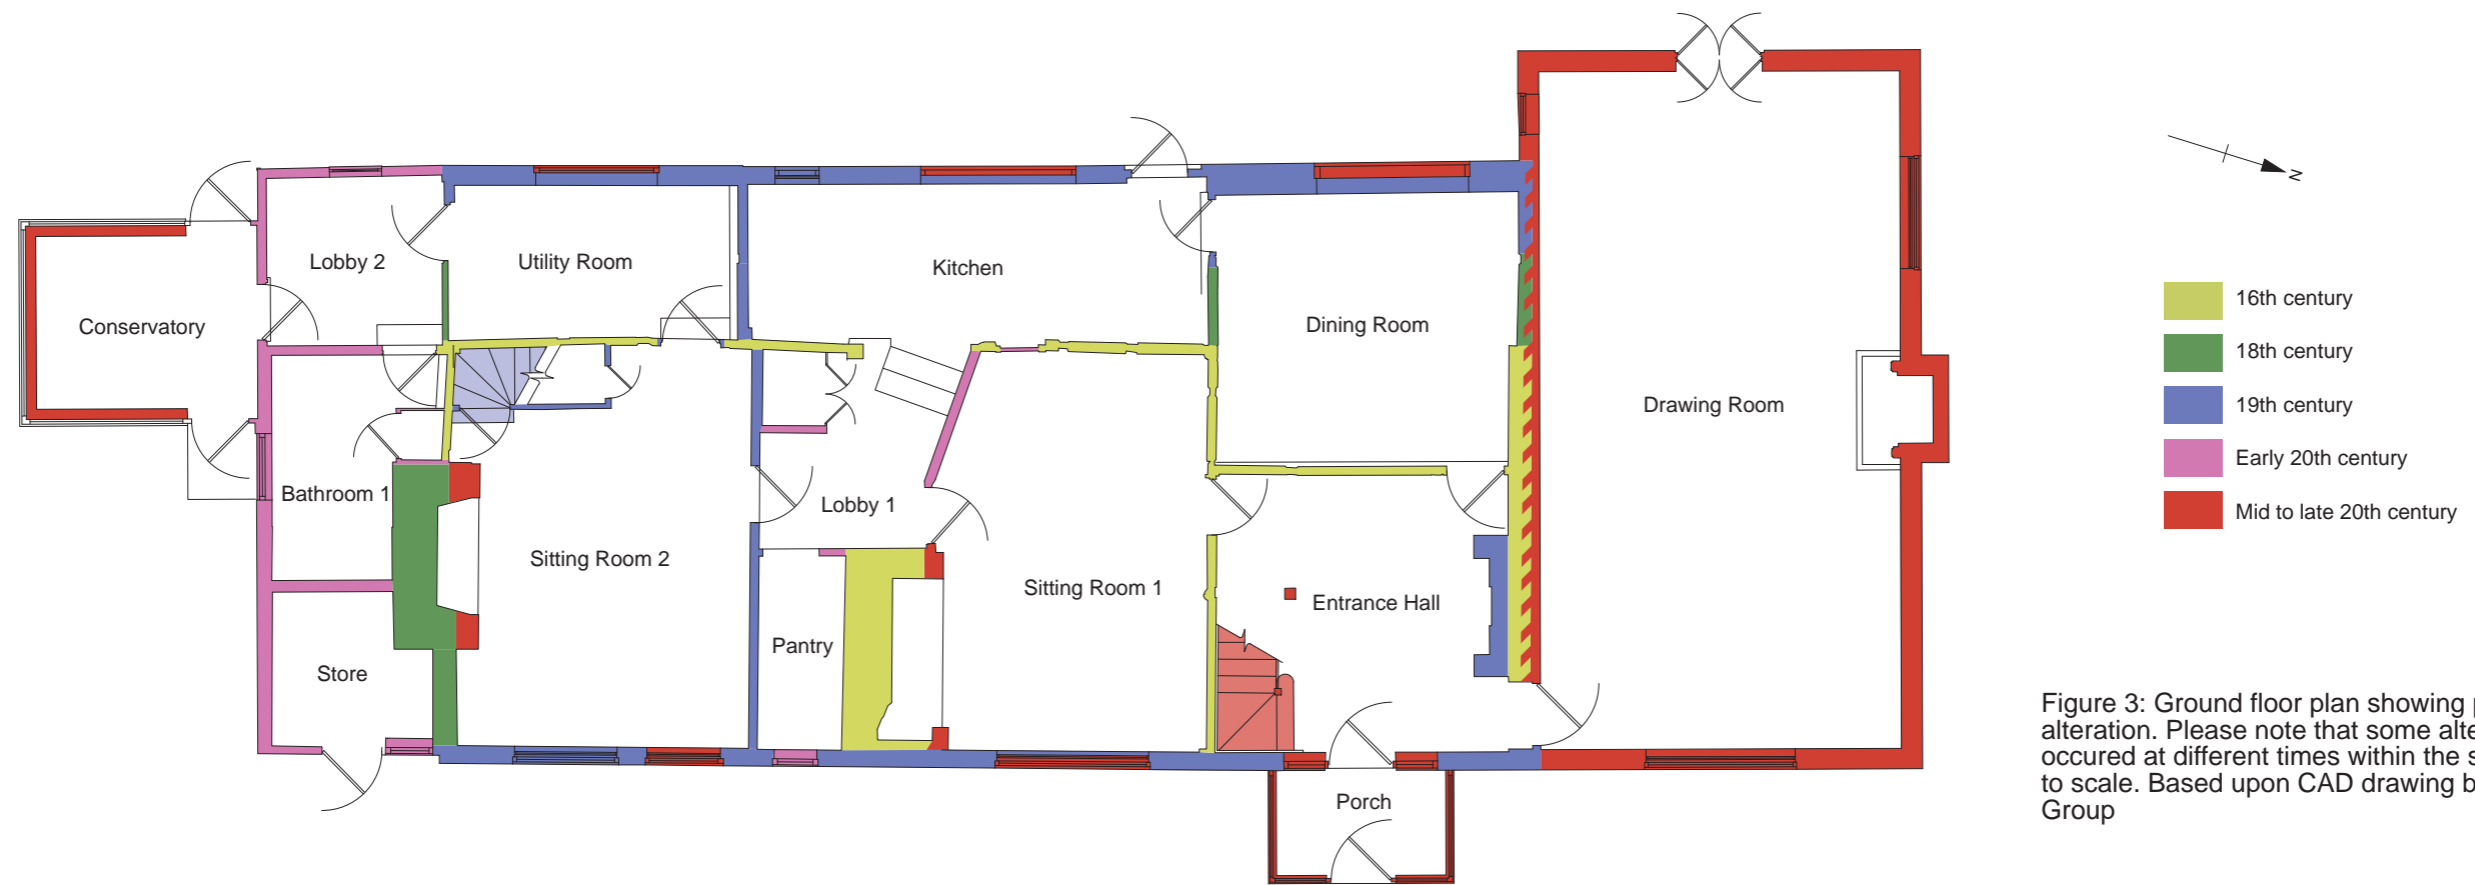 Lobby 2
Utility Room
Kitchen
Conservatory
Dining Room
Drawing Room
Bathroom 1
Lobby 1
Sitting Room 2
Sitting Room 1
Entrance Hall
Pantry
Store
Porch
N
16th century
18th century
19th century
Early 20th century
Mid to late 20th century
Figure 3: Ground floor plan showing
alteration. Please note that some
occured at different times within the
to scale. Based upon CAD drawing
Group